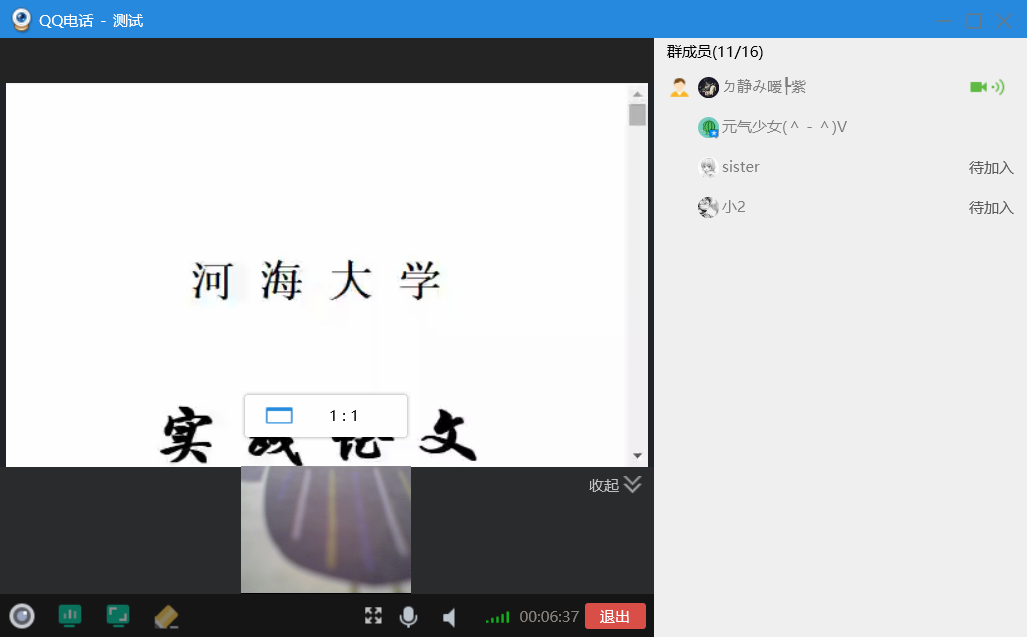 QQ电话 - 测试
群成员(11/16)
ㄉ静み嗳┡紫
元气少女(＾－＾)V
sister
待加入
小2
待加入
河海大学
1 : 1
实践论文
收起
00:06:37
退出